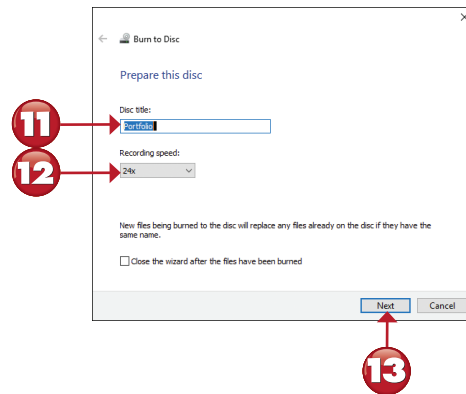 Burn to Disc
Prepare this disc
Disc title:
11
Portfolio
Recording speed:
12
24x
New files being burned to the disc will replace any files already on the disc if they have the
same name.
Close the wizard after the files have been burned
Next Cancel
13